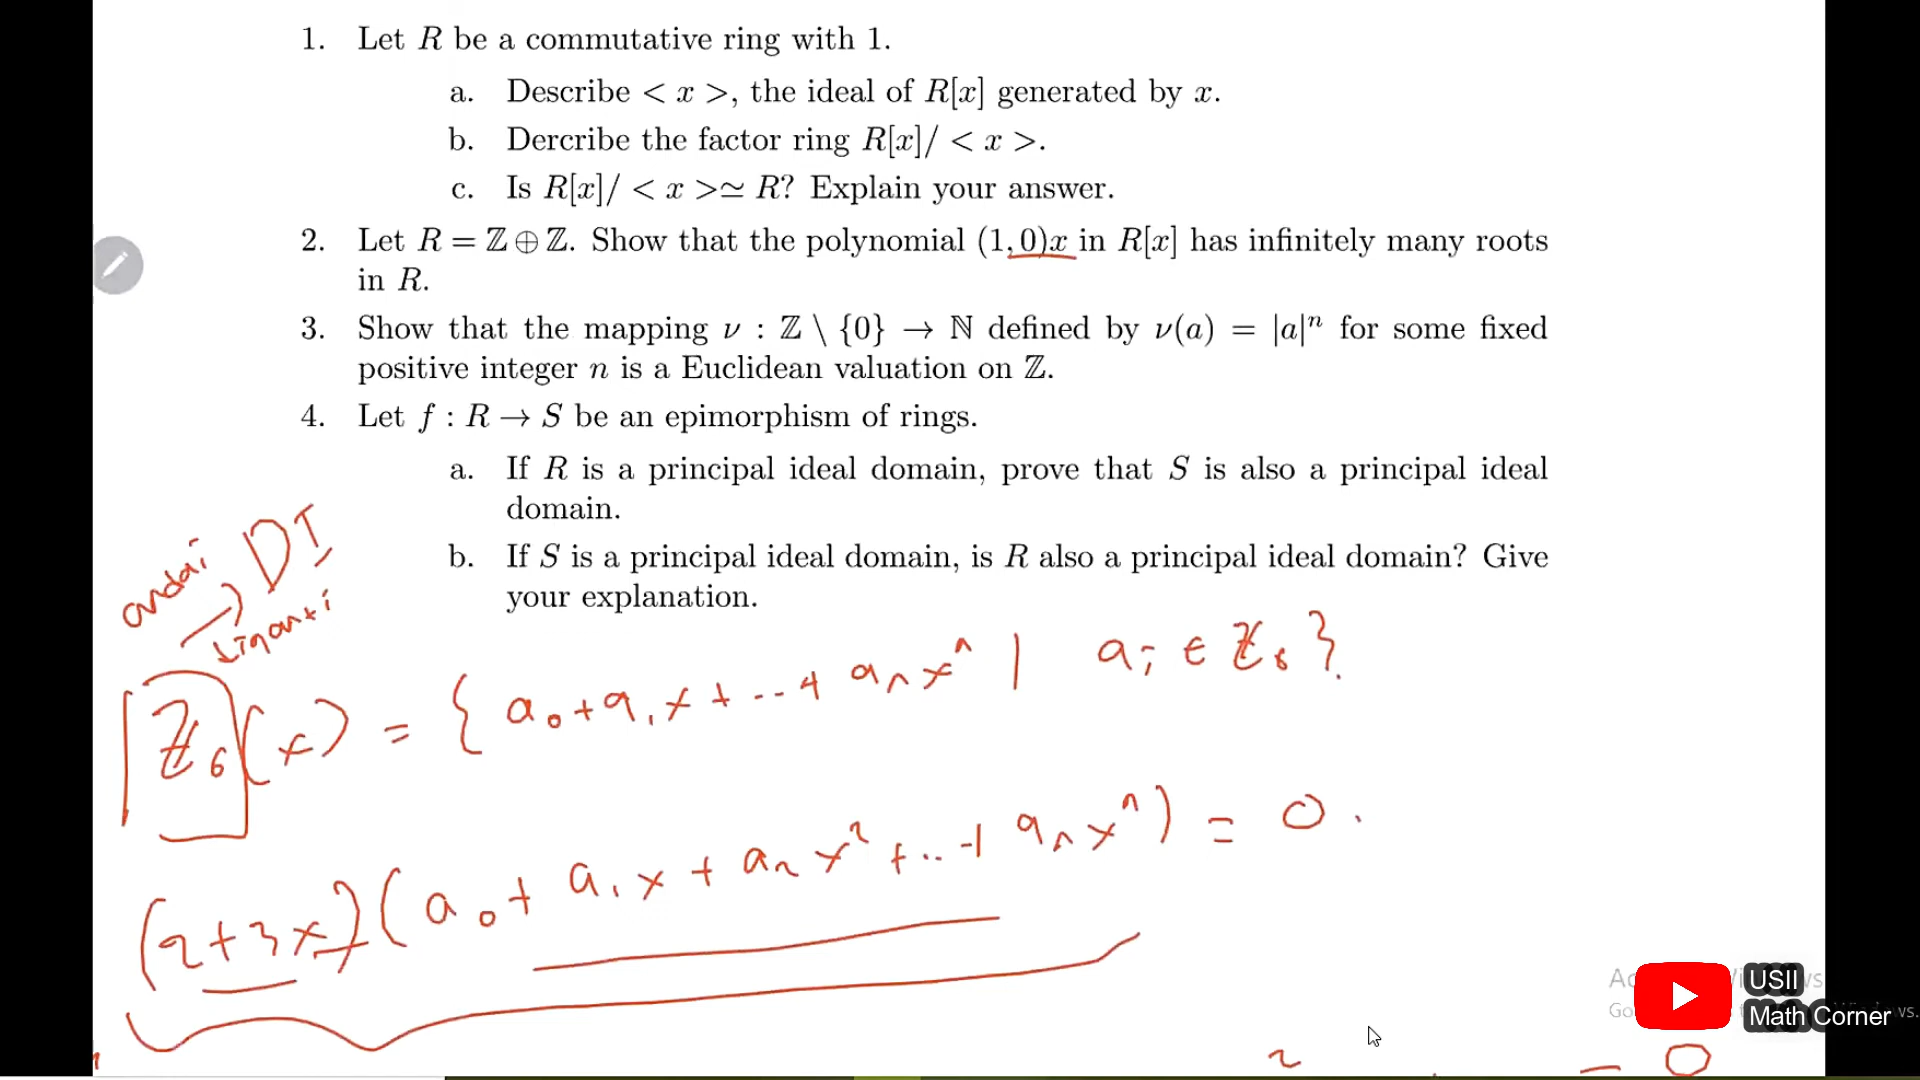 1. Let R be a commutative ring with 1.
a. Describe < x >, the ideal of R[x] generated by x.
b. Dercribe the factor ring R[x]/ < x >.
c. Is R[x]/ < x >≃ R? Explain your answer.
2. Let R = ℤ ⊕ ℤ. Show that the polynomial (1, 0)x in R[x] has infinitely many roots
in R.
3. Show that the mapping ν : ℤ \ {0} → ℕ defined by ν(a) = |a|ⁿ for some fixed
positive integer n is a Euclidean valuation on ℤ.
4. Let f : R → S be an epimorphism of rings.
a. If R is a principal ideal domain, prove that S is also a principal ideal
domain.
b. If S is a principal ideal domain, is R also a principal ideal domain? Give
your explanation.
andai → DI
ℤ₆(x) = { a₀ + a₁x + ... + aₙxⁿ | aᵢ ∈ ℤ₆ }
(2+3x)(a₀ + a₁x + a₂x² + ... + aₙxⁿ) = 0.
USII
Math Corner
= 0